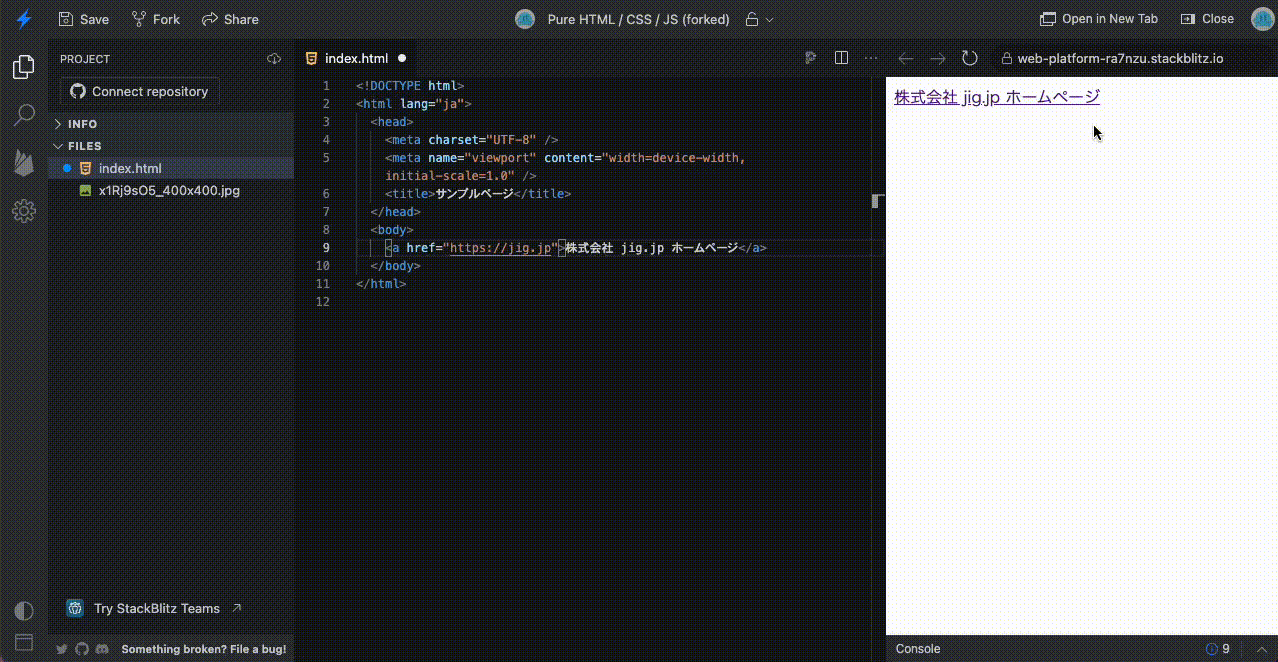 Save Fork Share Pure HTML / CSS / JS (forked) Open in New Tab Close
PROJECT
Connect repository
INFO
FILES
index.html
x1Rj9sO5_400x400.jpg
Try StackBlitz Teams
Something broken? File a bug!
index.html
1 <!DOCTYPE html>
2 <html lang="ja">
3 <head>
4 <meta charset="UTF-8" />
5 <meta name="viewport" content="width=device-width,
initial-scale=1.0" />
6 <title>サンプルページ</title>
7 </head>
8 <body>
9 <a href="https://jig.jp">株式会社 jig.jp ホームページ</a>
10 </body>
11 </html>
12
web-platform-ra7nzu.stackblitz.io
株式会社 jig.jp ホームページ
Console 9